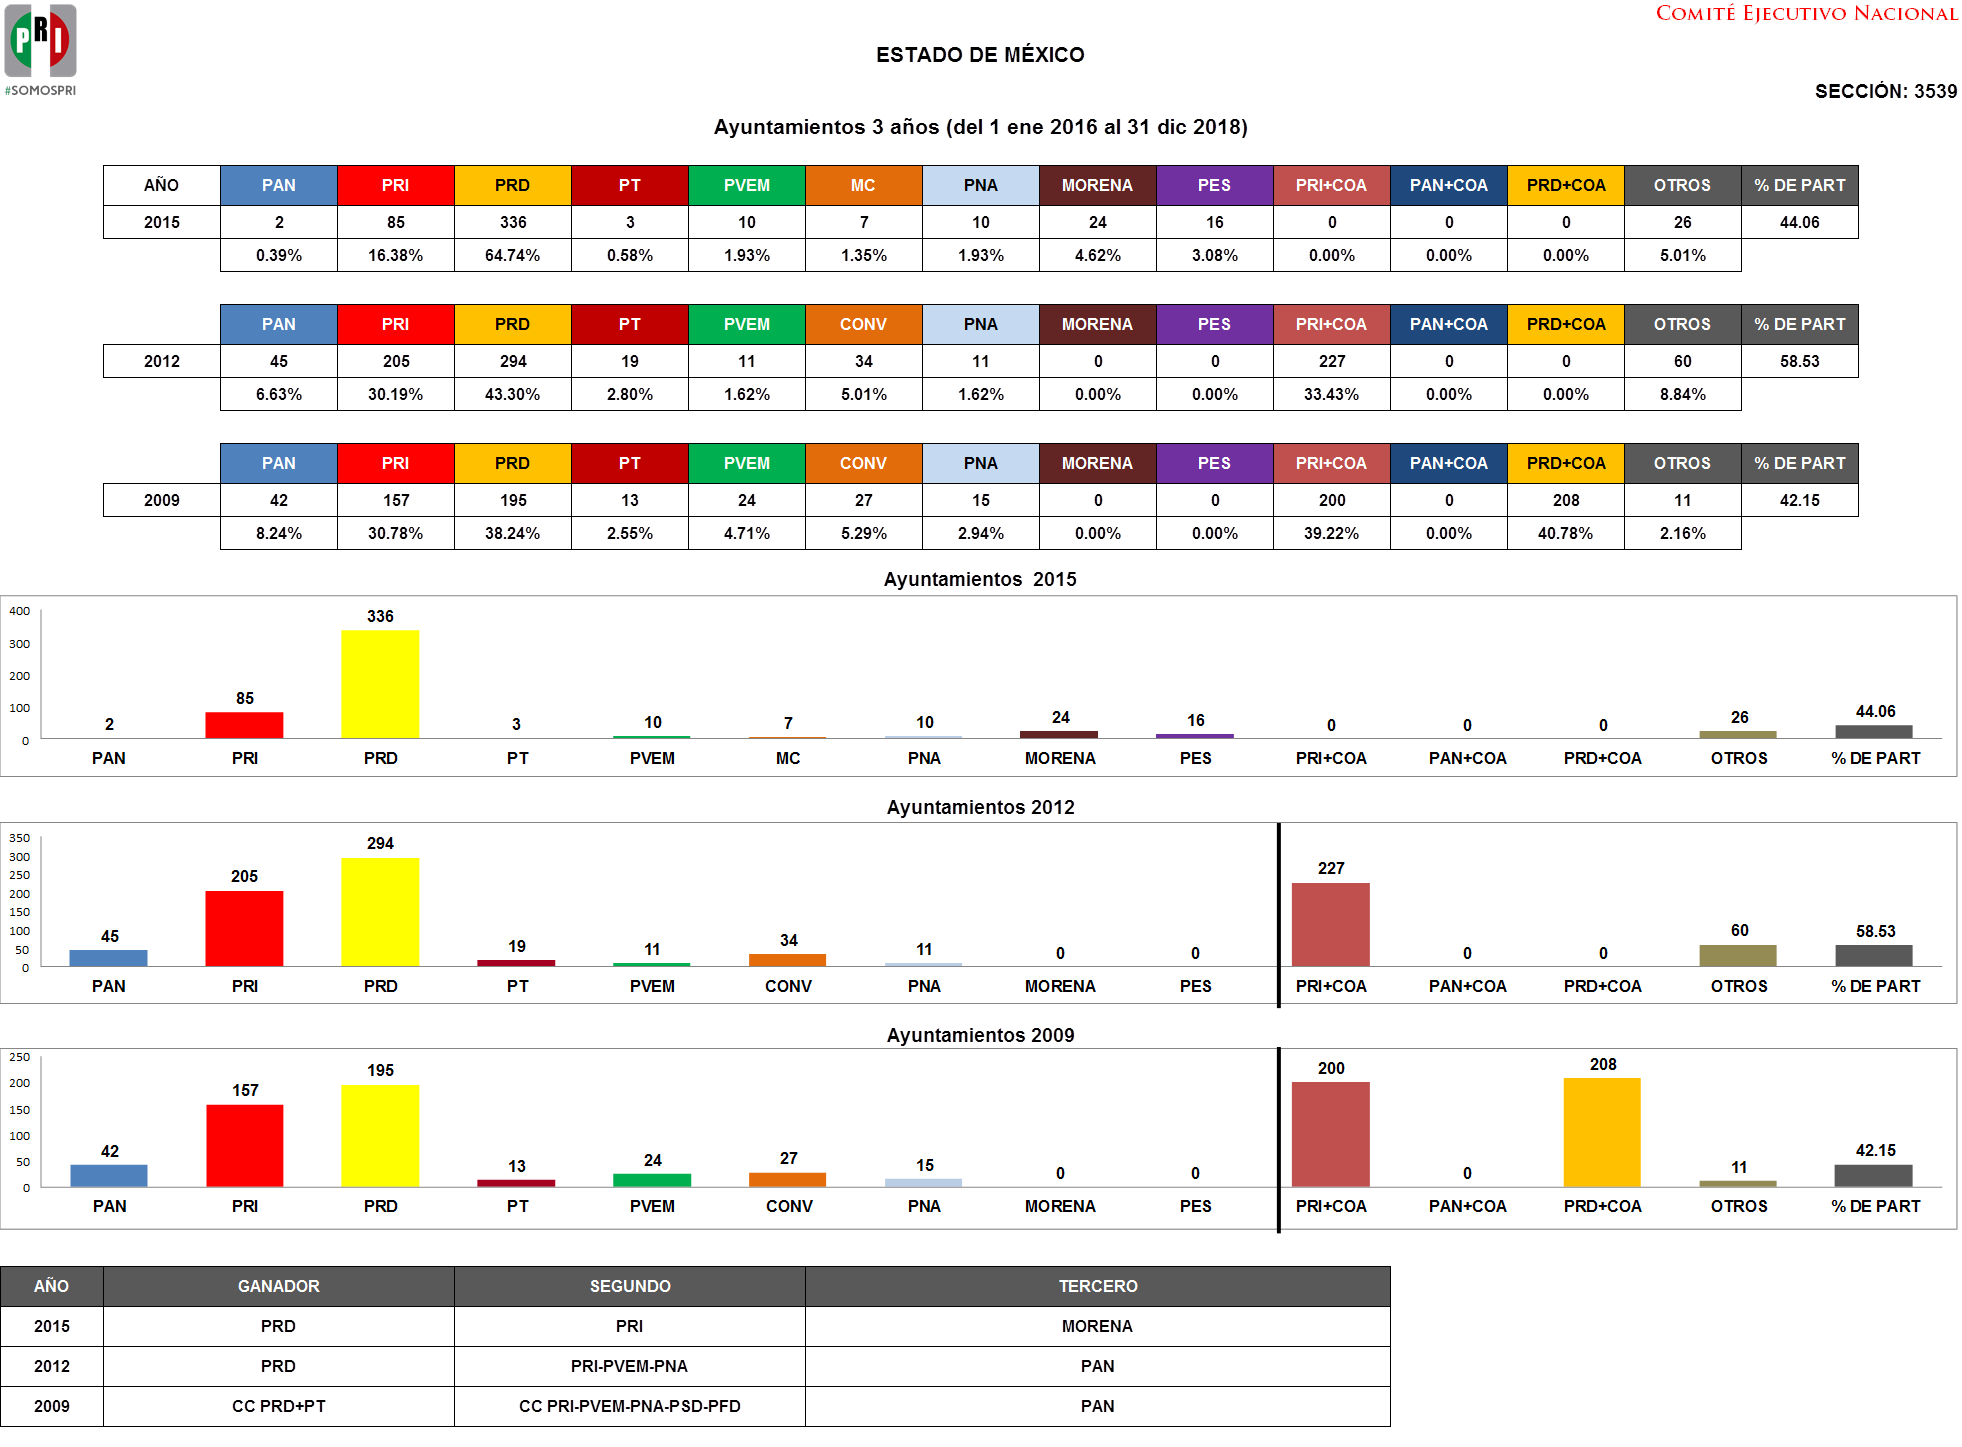 PRI
#SOMOSPRI
COMITÉ EJECUTIVO NACIONAL
ESTADO DE MÉXICO
SECCIÓN: 3539
Ayuntamientos 3 años (del 1 ene 2016 al 31 dic 2018)
AÑO PAN PRI PRD PT PVEM MC PNA MORENA PES PRI+COA PAN+COA PRD+COA OTROS % DE PART
2015 2 85 336 3 10 7 10 24 16 0 0 0 26 44.06
0.39% 16.38% 64.74% 0.58% 1.93% 1.35% 1.93% 4.62% 3.08% 0.00% 0.00% 0.00% 5.01%
PAN PRI PRD PT PVEM CONV PNA MORENA PES PRI+COA PAN+COA PRD+COA OTROS % DE PART
2012 45 205 294 19 11 34 11 0 0 227 0 0 60 58.53
6.63% 30.19% 43.30% 2.80% 1.62% 5.01% 1.62% 0.00% 0.00% 33.43% 0.00% 0.00% 8.84%
PAN PRI PRD PT PVEM CONV PNA MORENA PES PRI+COA PAN+COA PRD+COA OTROS % DE PART
2009 42 157 195 13 24 27 15 0 0 200 0 208 11 42.15
8.24% 30.78% 38.24% 2.55% 4.71% 5.29% 2.94% 0.00% 0.00% 39.22% 0.00% 40.78% 2.16%
Ayuntamientos 2015
400
300
200
100
0
2 85 336 3 10 7 10 24 16 0 0 0 26 44.06
PAN PRI PRD PT PVEM MC PNA MORENA PES PRI+COA PAN+COA PRD+COA OTROS % DE PART
Ayuntamientos 2012
350
300
250
200
150
100
50
0
45 205 294 19 11 34 11 0 0 227 0 0 60 58.53
PAN PRI PRD PT PVEM CONV PNA MORENA PES PRI+COA PAN+COA PRD+COA OTROS % DE PART
Ayuntamientos 2009
250
200
150
100
50
0
42 157 195 13 24 27 15 0 0 200 0 208 11 42.15
PAN PRI PRD PT PVEM CONV PNA MORENA PES PRI+COA PAN+COA PRD+COA OTROS % DE PART
AÑO GANADOR SEGUNDO TERCERO
2015 PRD PRI MORENA
2012 PRD PRI-PVEM-PNA PAN
2009 CC PRD+PT CC PRI-PVEM-PNA-PSD-PFD PAN